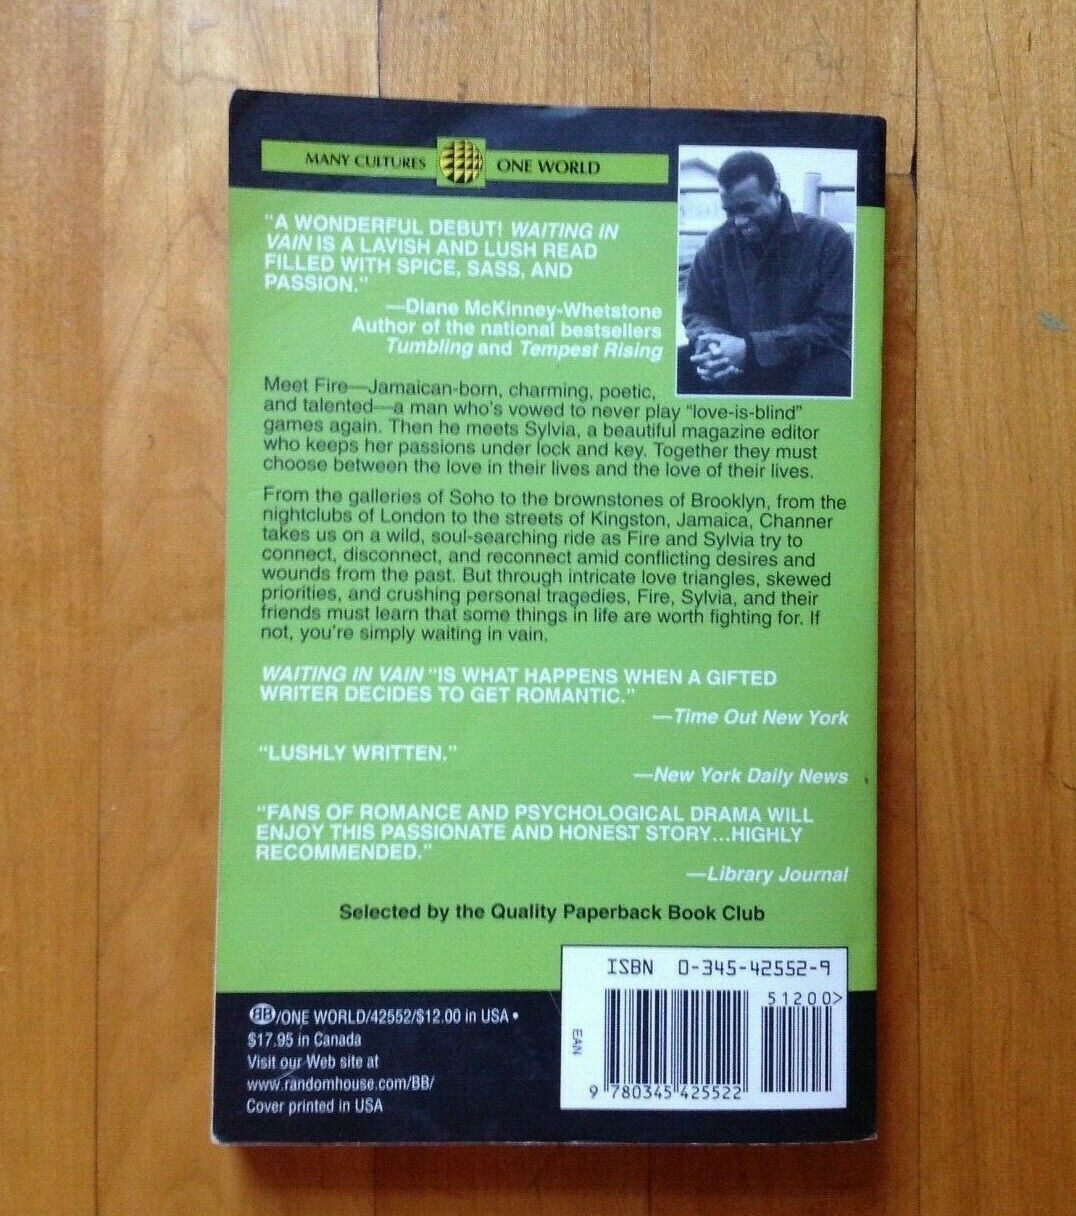 MANY CULTURES ONE WORLD
"A WONDERFUL DEBUT! WAITING IN
VAIN IS A LAVISH AND LUSH READ
FILLED WITH SPICE, SASS, AND
PASSION."
—Diane McKinney-Whetstone
Author of the national bestsellers
Tumbling and Tempest Rising
Meet Fire—Jamaican-born, charming, poetic,
and talented—a man who's vowed to never play "love-is-blind"
games again. Then he meets Sylvia, a beautiful magazine editor
who keeps her passions under lock and key. Together they must
choose between the love in their lives and the love of their lives.
From the galleries of Soho to the brownstones of Brooklyn, from the
nightclubs of London to the streets of Kingston, Jamaica, Channer
takes us on a wild, soul-searching ride as Fire and Sylvia try to
connect, disconnect, and reconnect amid conflicting desires and
wounds from the past. But through intricate love triangles, skewed
priorities, and crushing personal tragedies, Fire, Sylvia, and their
friends must learn that some things in life are worth fighting for. If
not, you're simply waiting in vain.
WAITING IN VAIN "IS WHAT HAPPENS WHEN A GIFTED
WRITER DECIDES TO GET ROMANTIC."
—Time Out New York
"LUSHLY WRITTEN."
—New York Daily News
"FANS OF ROMANCE AND PSYCHOLOGICAL DRAMA WILL
ENJOY THIS PASSIONATE AND HONEST STORY...HIGHLY
RECOMMENDED."
—Library Journal
Selected by the Quality Paperback Book Club
BB/ONE WORLD/42552/$12.00 in USA •
$17.95 in Canada
Visit our Web site at
www.randomhouse.com/BB/
Cover printed in USA
ISBN 0-345-42552-9
51200>
EAN
9 780345 425522